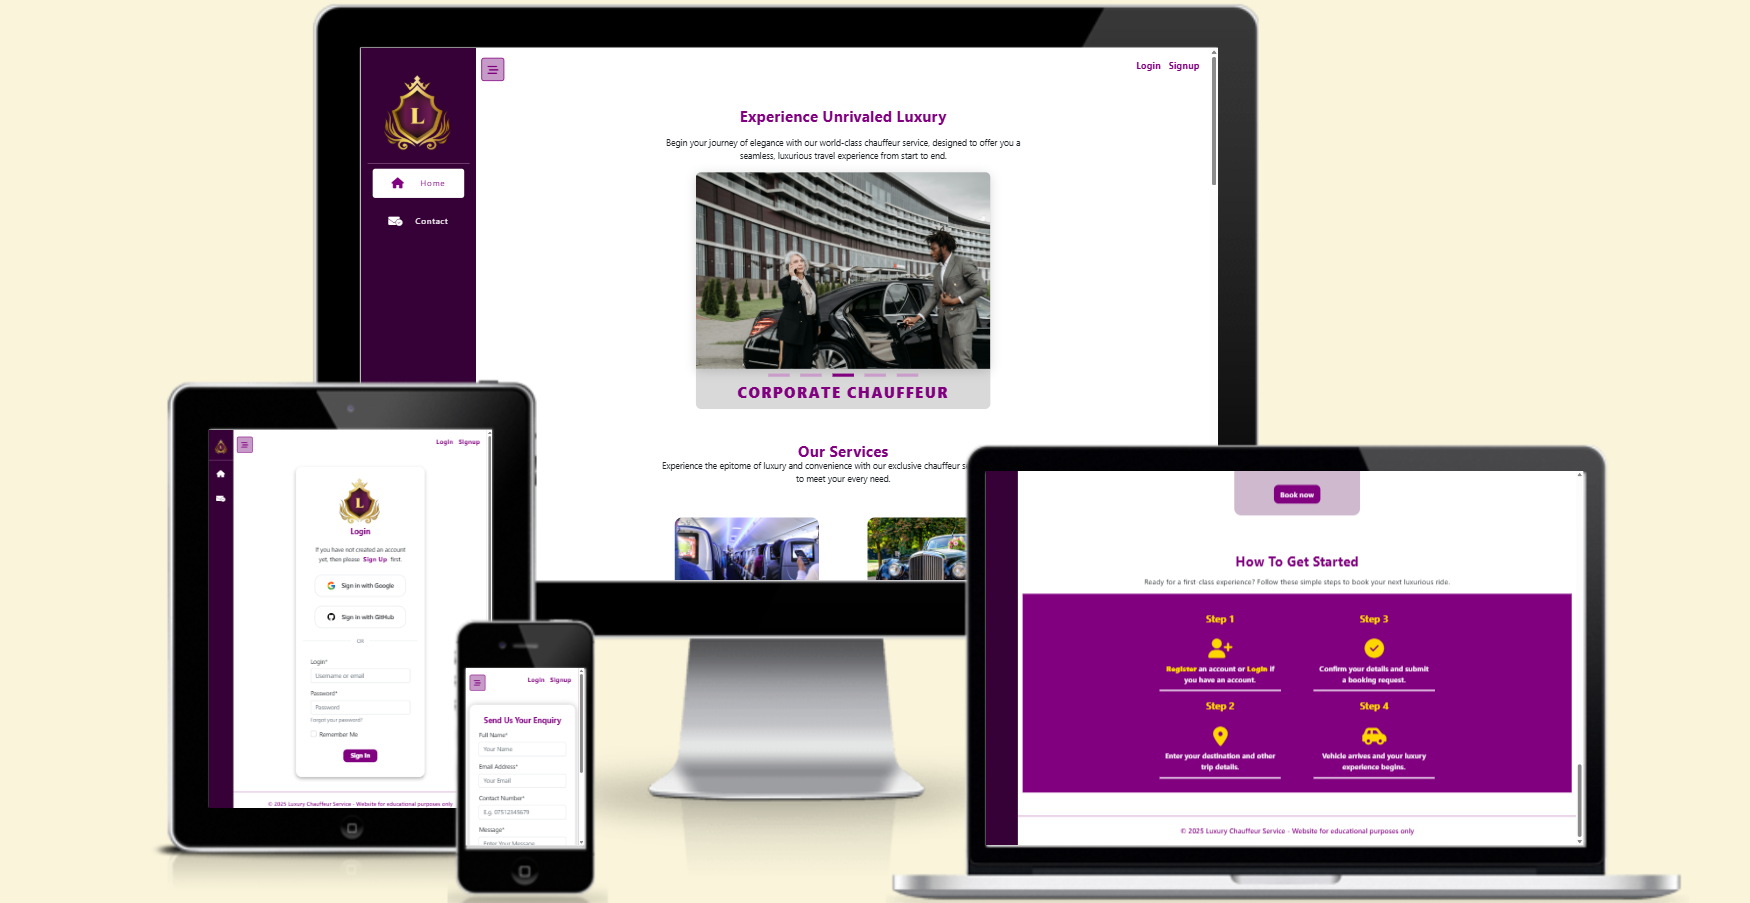 L
Home
Contact
Login Signup
Experience Unrivaled Luxury
Begin your journey of elegance with our world-class chauffeur service, designed to offer you a
seamless, luxurious travel experience from start to end.
CORPORATE CHAUFFEUR
Our Services
Experience the epitome of luxury and convenience with our exclusive chauffeur
to meet your every need.
Login Signup
L
Login
If you have not created an account
yet, then please Sign Up first.
Sign in with Google
Sign in with GitHub
OR
Login*
Username or email
Password*
Password
Forgot your password?
Remember Me
Sign In
© 2025 Luxury Chauffeur Service - Website for educational purposes only
Login Signup
Send Us Your Enquiry
Full Name*
Your Name
Email Address*
Your Email
Contact Number*
E.g. 07512345679
Message*
Enter Your Message
Book now
How To Get Started
Ready for a first class experience? Follow these simple steps to book your next luxurious ride.
Step 1
Register an account or Login if
you have an account.
Step 2
Enter your destination and other
trip details.
Step 3
Confirm your details and submit
a booking request.
Step 4
Vehicle arrives and your luxury
experience begins.
© 2025 Luxury Chauffeur Service - Website for educational purposes only